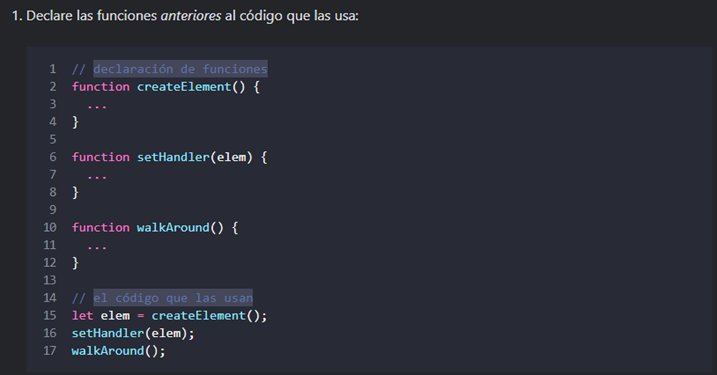 1. Declare las funciones anteriores al código que las usa:
1 // declaración de funciones
2 function createElement() {
3   ...
4 }
5
6 function setHandler(elem) {
7   ...
8 }
9
10 function walkAround() {
11   ...
12 }
13
14 // el código que las usan
15 let elem = createElement();
16 setHandler(elem);
17 walkAround();